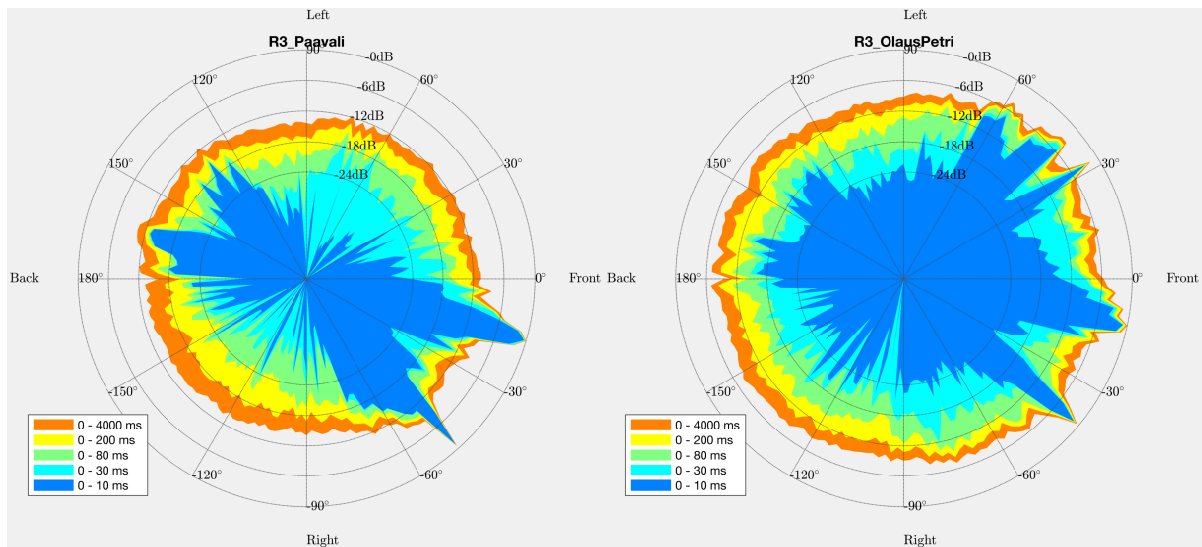 Left
R3_Paavali
90°
-0dB
120°
60°
-6dB
-12dB
-18dB
150°
30°
-24dB
Back
180°
0°
Front
-150°
-30°
0 - 4000 ms
0 - 200 ms
0 - 80 ms
0 - 30 ms
0 - 10 ms
-120°
-60°
-90°
Right
Left
R3_OlausPetri
90°
-0dB
120°
60°
-6dB
-12dB
-18dB
150°
30°
-24dB
Back
180°
0°
Front
-150°
-30°
0 - 4000 ms
0 - 200 ms
0 - 80 ms
0 - 30 ms
0 - 10 ms
-120°
-60°
-90°
Right